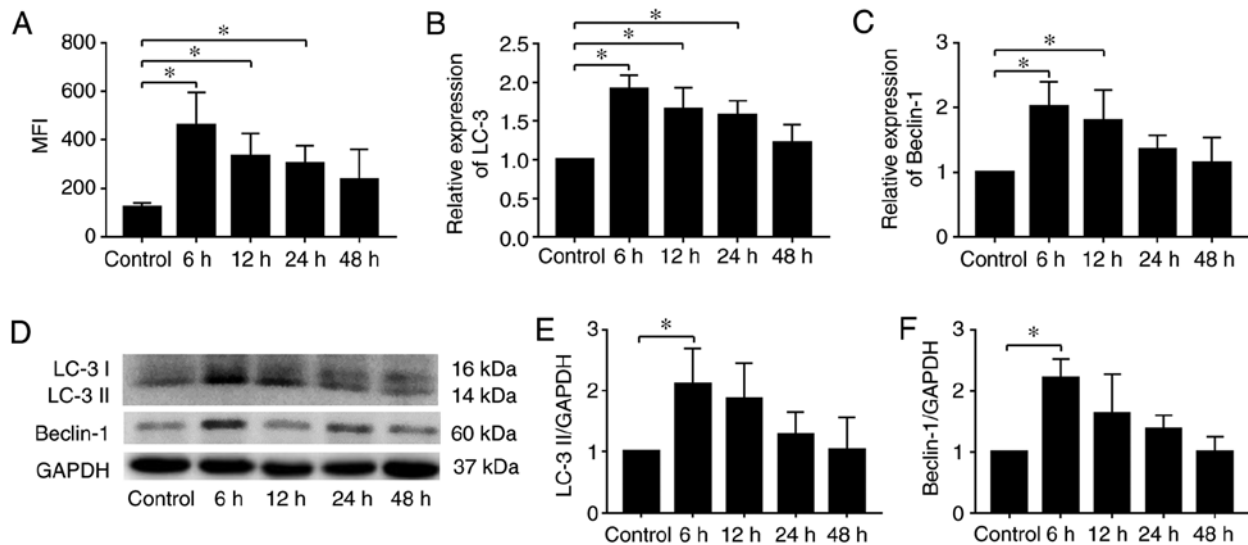 A
MFI
800
600
400
200
0
*
*
*
Control 6 h 12 h 24 h 48 h
B
Relative expression
of LC-3
2.5
2.0
1.5
1.0
0.5
0.0
*
*
*
Control 6 h 12 h 24 h 48 h
C
Relative expression
of Beclin-1
3
2
1
0
*
*
Control 6 h 12 h 24 h 48 h
D
LC-3 I 16 kDa
LC-3 II 14 kDa
Beclin-1 60 kDa
GAPDH 37 kDa
Control 6 h 12 h 24 h 48 h
E
LC-3 II/GAPDH
3
2
1
0
*
Control 6 h 12 h 24 h 48 h
F
Beclin-1/GAPDH
3
2
1
0
*
Control 6 h 12 h 24 h 48 h